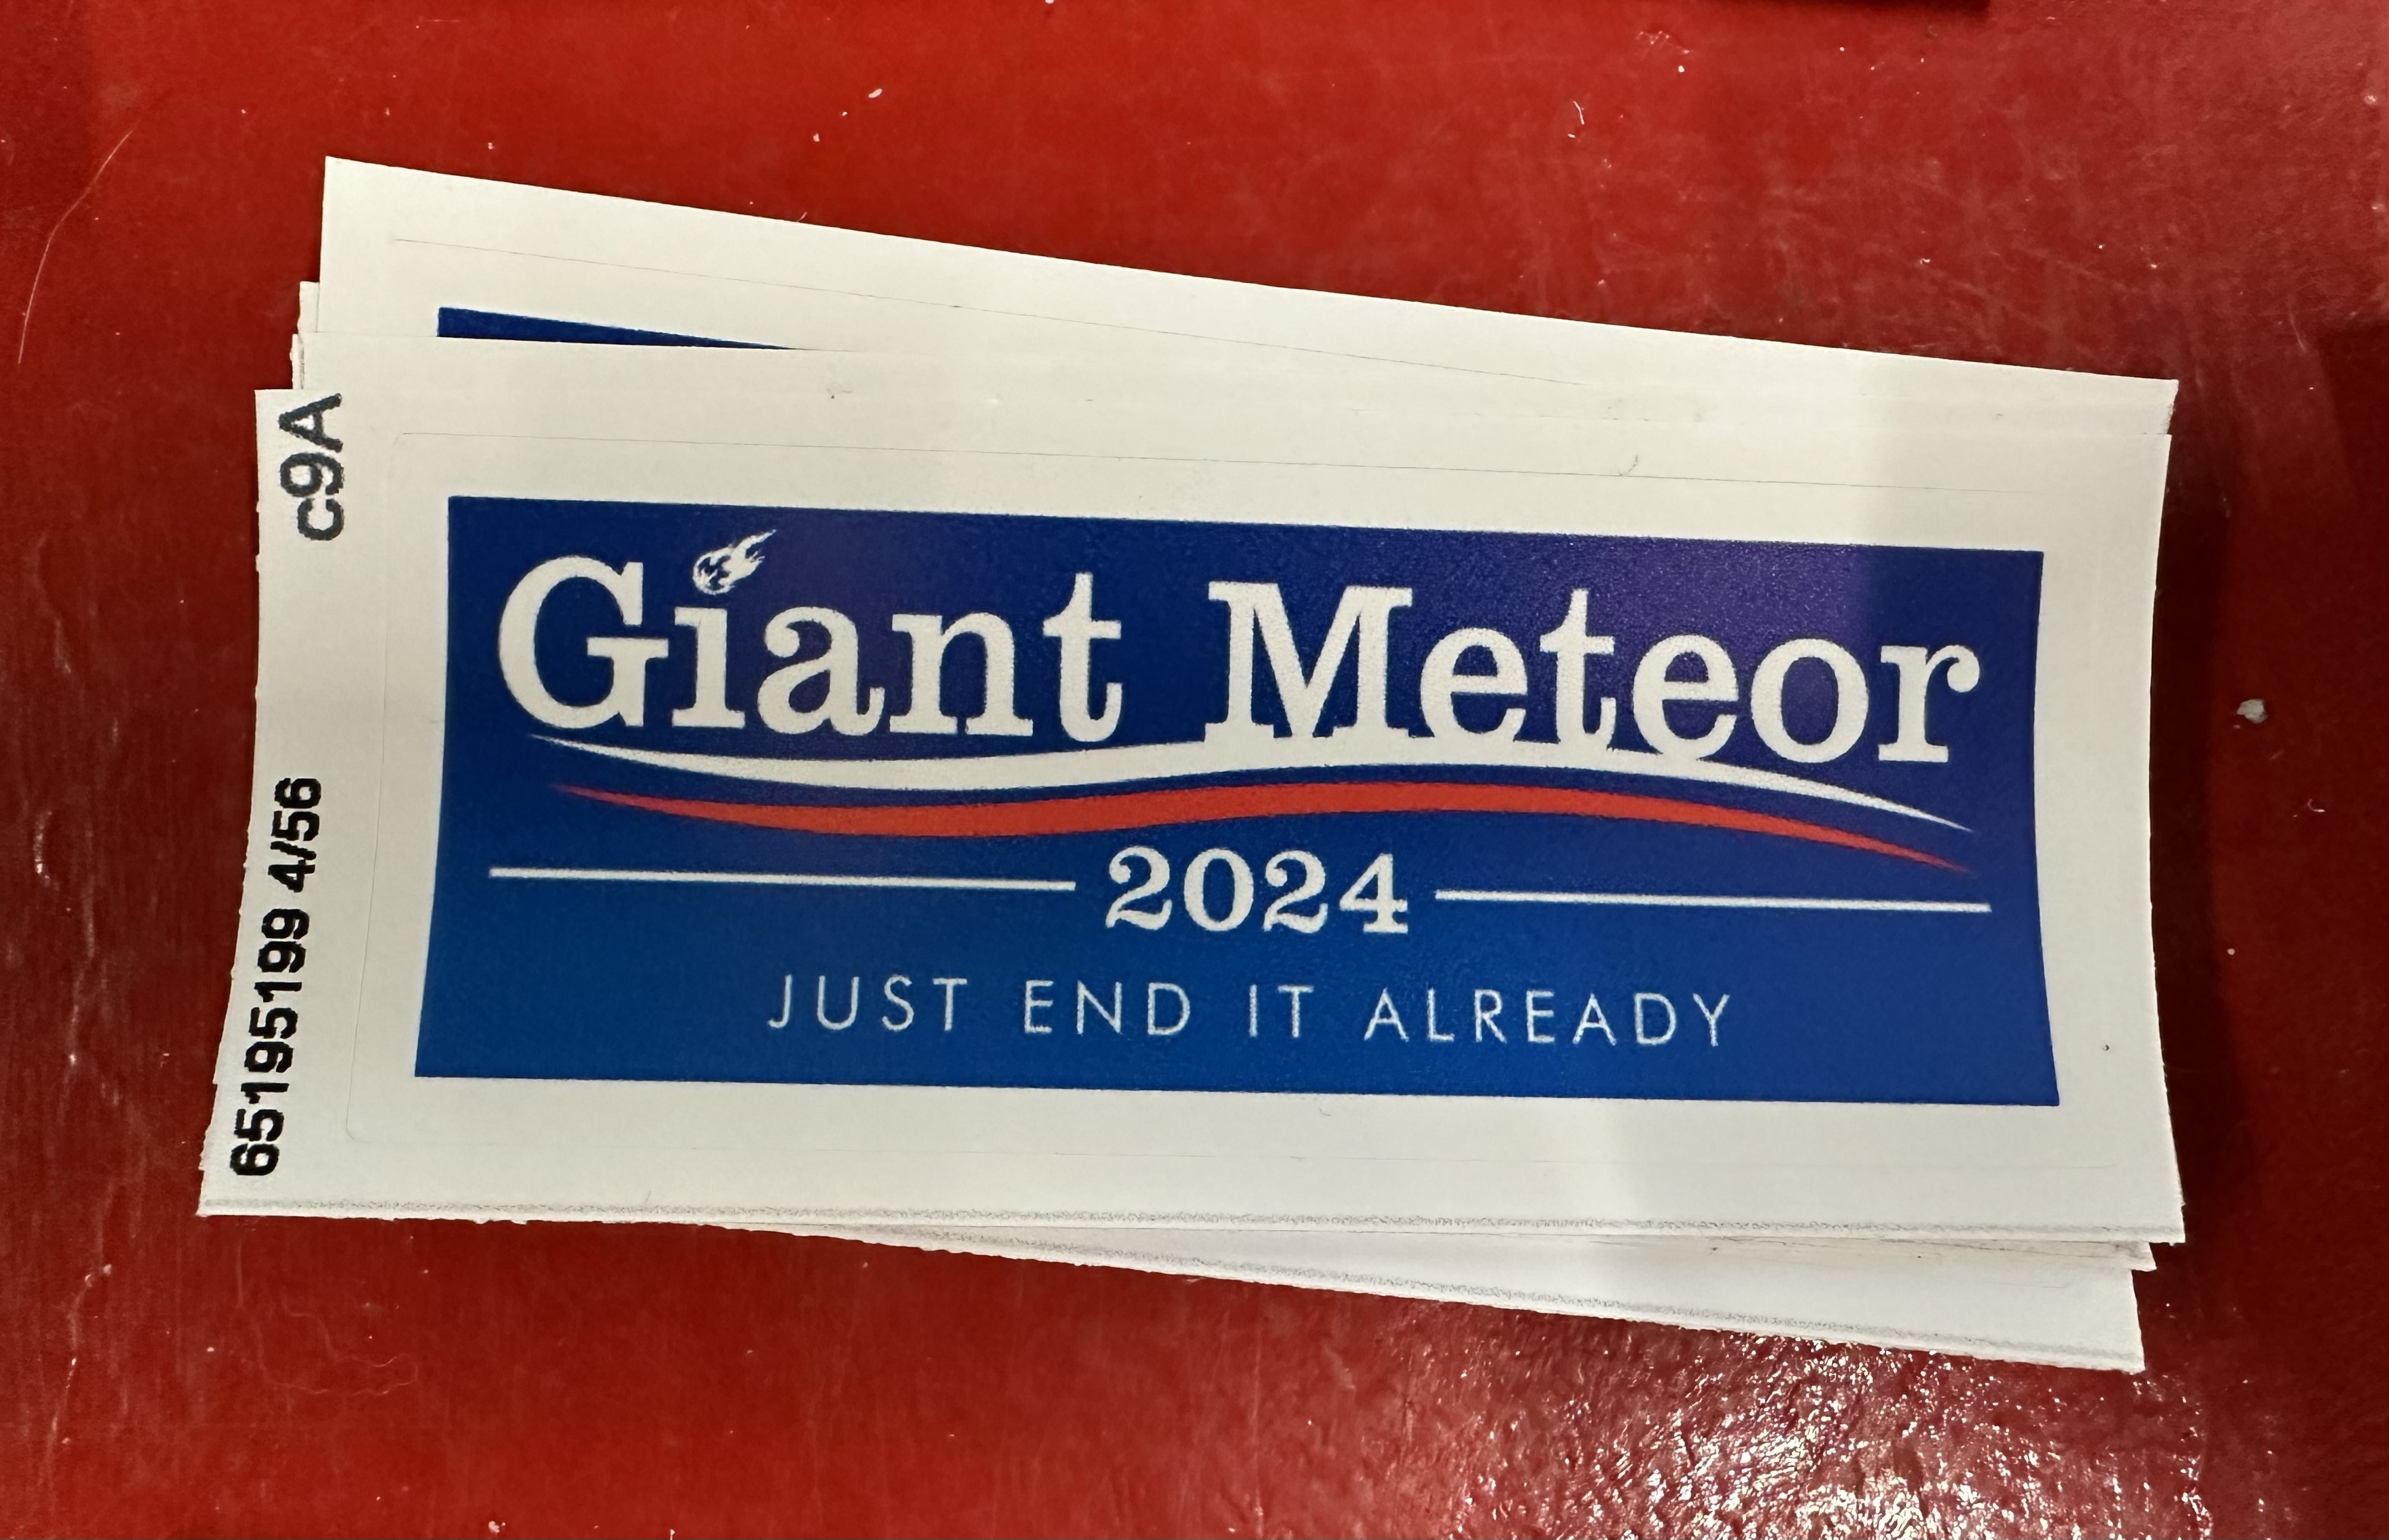 Giant Meteor
2024
JUST END IT ALREADY
c9A
65195199 4/56